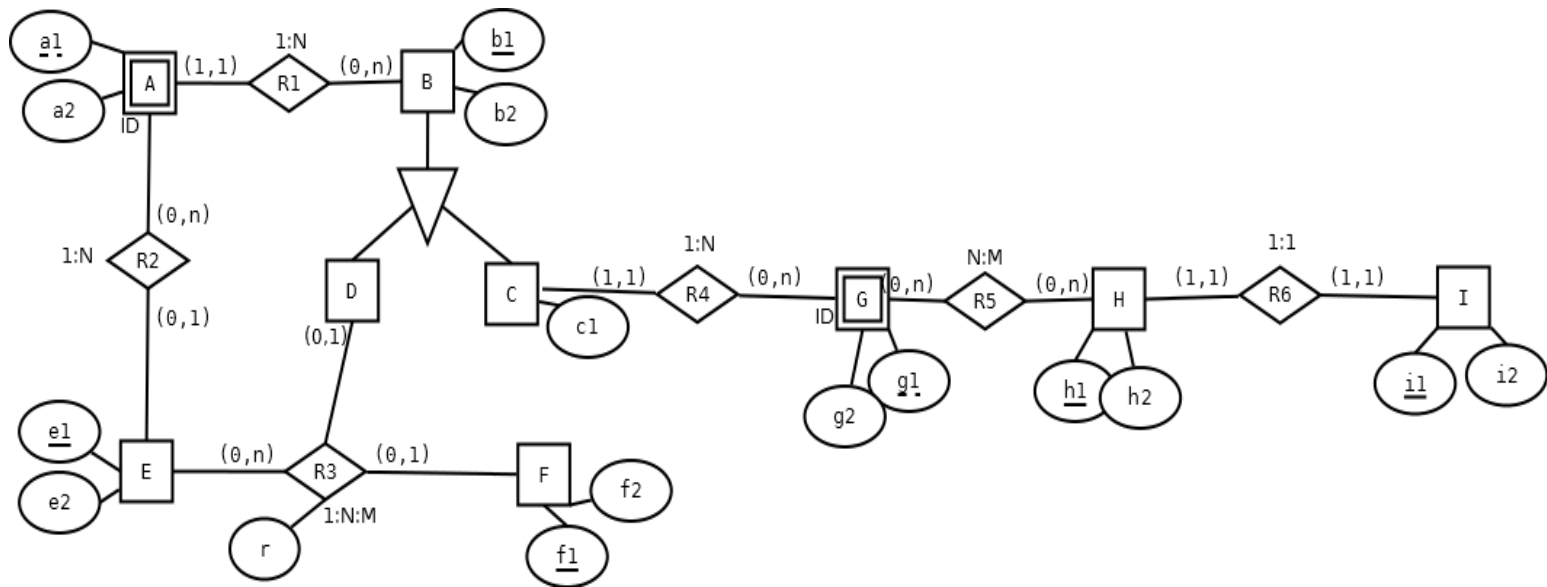 a1
1:N
b1
(1,1)
(0,n)
A
R1
B
a2
b2
ID
(0,n)
1:N
R2
1:N
N:M
1:1
(0,1)
D
C
(1,1)
R4
(0,n)
G
(0,n)
R5
(0,n)
H
(1,1)
R6
(1,1)
I
ID
c1
(0,1)
g1
g2
h1
h2
i1
i2
e1
E
(0,n)
R3
(0,1)
F
e2
f2
1:N:M
r
f1